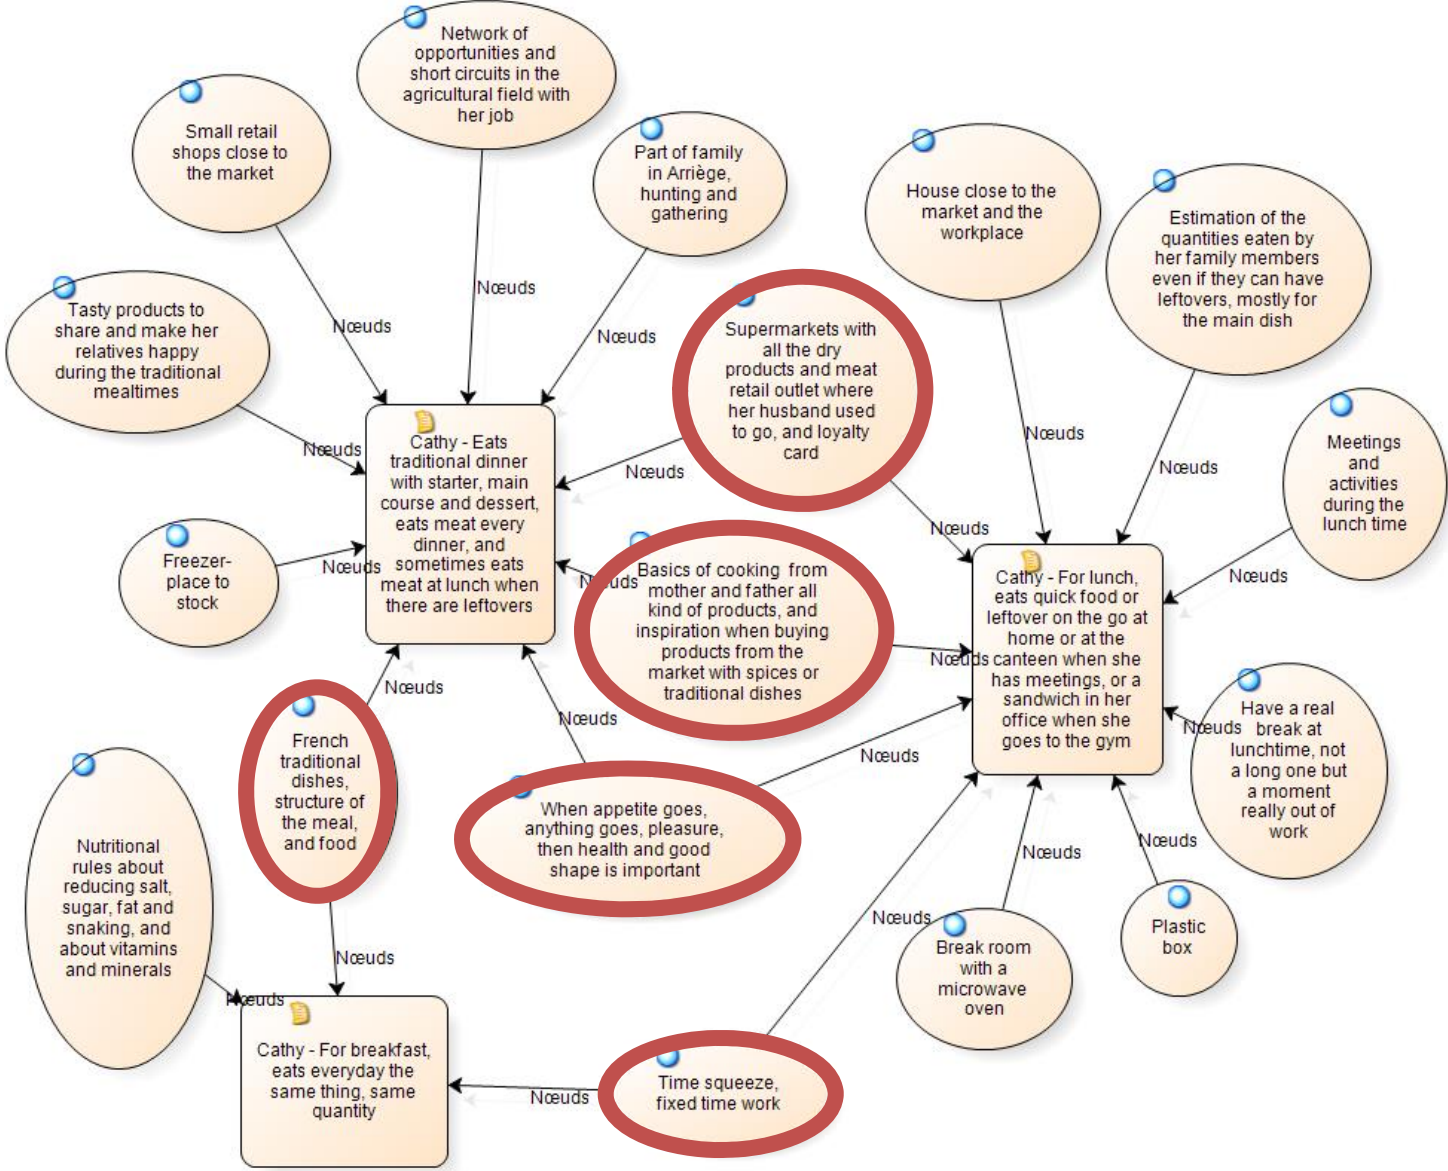 Network of
opportunities and
short circuits in the
agricultural field with
her job
Small retail
shops close to
the market
Part of family
in Arriège,
hunting and
gathering
House close to the
market and the
workplace
Estimation of the
quantities eaten by
her family members
even if they can have
leftovers, mostly for
the main dish
Tasty products to
share and make her
relatives happy
during the traditional
mealtimes
Nœuds
Nœuds
Nœuds
Supermarkets with
all the dry
products and meat
retail outlet where
her husband used
to go, and loyalty
card
Meetings
and
activities
during the
lunch time
Nœuds
Nœuds
Nœuds
Nœuds
Nœuds
Cathy - Eats
traditional dinner
with starter, main
course and dessert,
eats meat every
dinner, and
sometimes eats
meat at lunch when
there are leftovers
Freezer-
place to
stock
Nœuds
Nœuds
Basics of cooking from
mother and father all
kind of products, and
inspiration when buying
products from the
market with spices or
traditional dishes
Nœuds
Nœuds
Nœuds
Cathy - For lunch,
eats quick food or
leftover on the go at
home or at the
canteen when she
has meetings, or a
sandwich in her
office when she
goes to the gym
Nœuds
Nœuds
Nœuds
Nœuds
Have a real
break at
lunchtime, not
a long one but
a moment
really out of
work
French
traditional
dishes,
structure of
the meal,
and food
When appetite goes,
anything goes, pleasure,
then health and good
shape is important
Nutritional
rules about
reducing salt,
sugar, fat and
snaking, and
about vitamins
and minerals
Nœuds
Nœuds
Nœuds
Plastic
box
Break room
with a
microwave
oven
Nœuds
Nœuds
Cathy - For breakfast,
eats everyday the
same thing, same
quantity
Nœuds
Time squeeze,
fixed time work